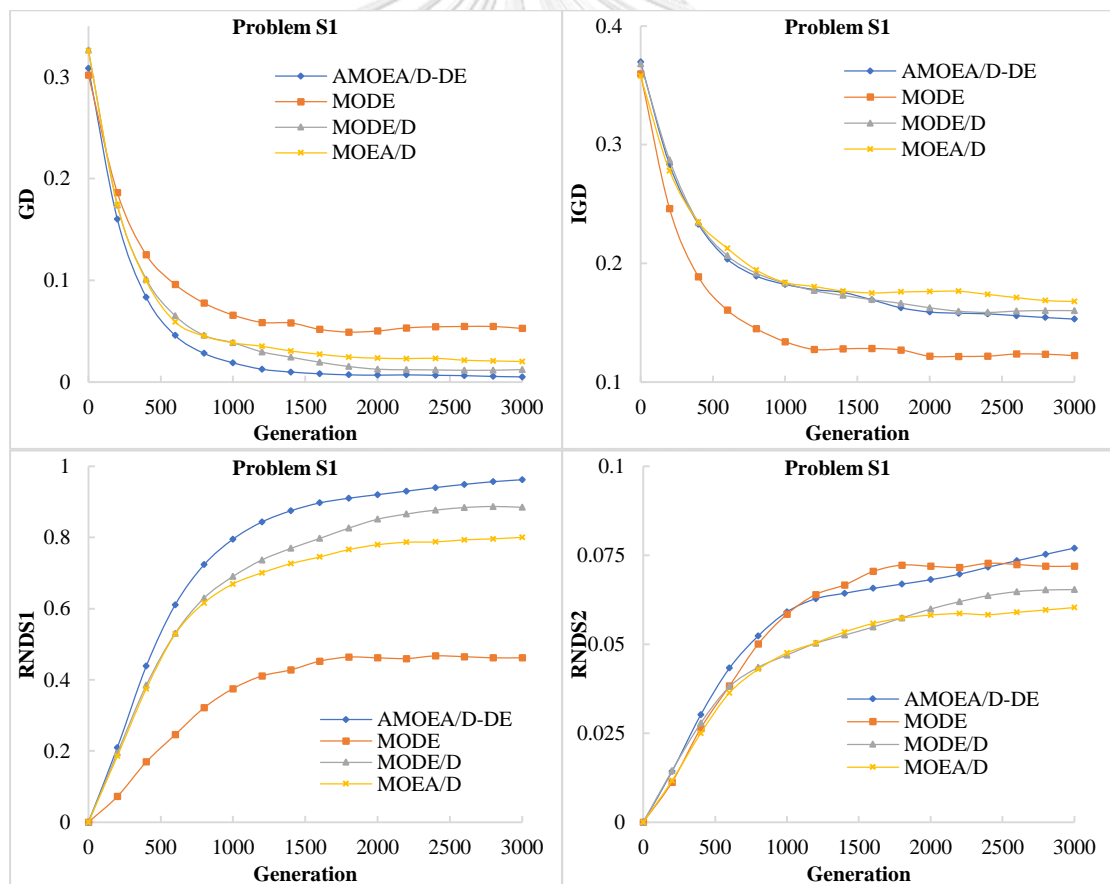 Problem S1
AMOEA/D-DE
MODE
MODE/D
MOEA/D
GD
0.3
0.2
0.1
0
0 500 1000 1500 2000 2500 3000
Generation
Problem S1
AMOEA/D-DE
MODE
MODE/D
MOEA/D
IGD
0.4
0.3
0.2
0.1
0 500 1000 1500 2000 2500 3000
Generation
Problem S1
RNDS1
1
0.8
0.6
0.4
0.2
0
AMOEA/D-DE
MODE
MODE/D
MOEA/D
0 500 1000 1500 2000 2500 3000
Generation
Problem S1
RNDS2
0.1
0.075
0.05
0.025
0
AMOEA/D-DE
MODE
MODE/D
MOEA/D
0 500 1000 1500 2000 2500 3000
Generation